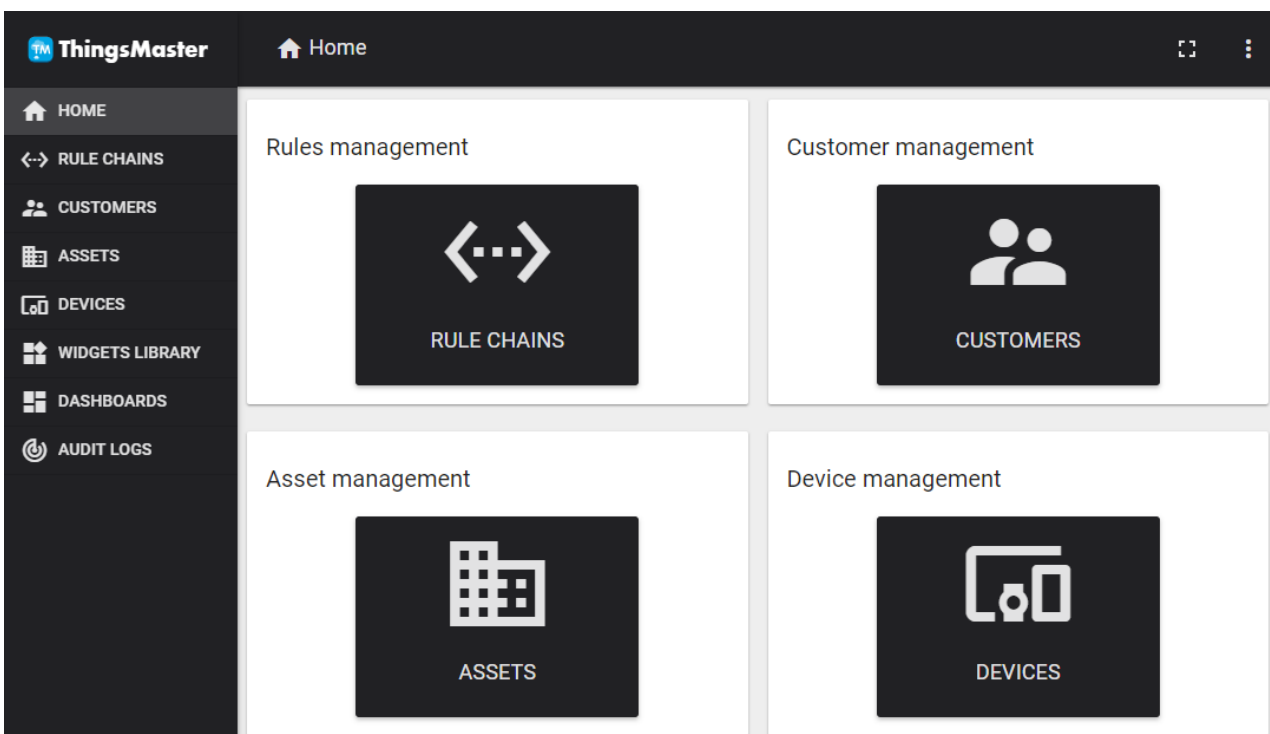 TM ThingsMaster
Home
HOME
RULE CHAINS
CUSTOMERS
ASSETS
DEVICES
WIDGETS LIBRARY
DASHBOARDS
AUDIT LOGS
Rules management
RULE CHAINS
Customer management
CUSTOMERS
Asset management
ASSETS
Device management
DEVICES